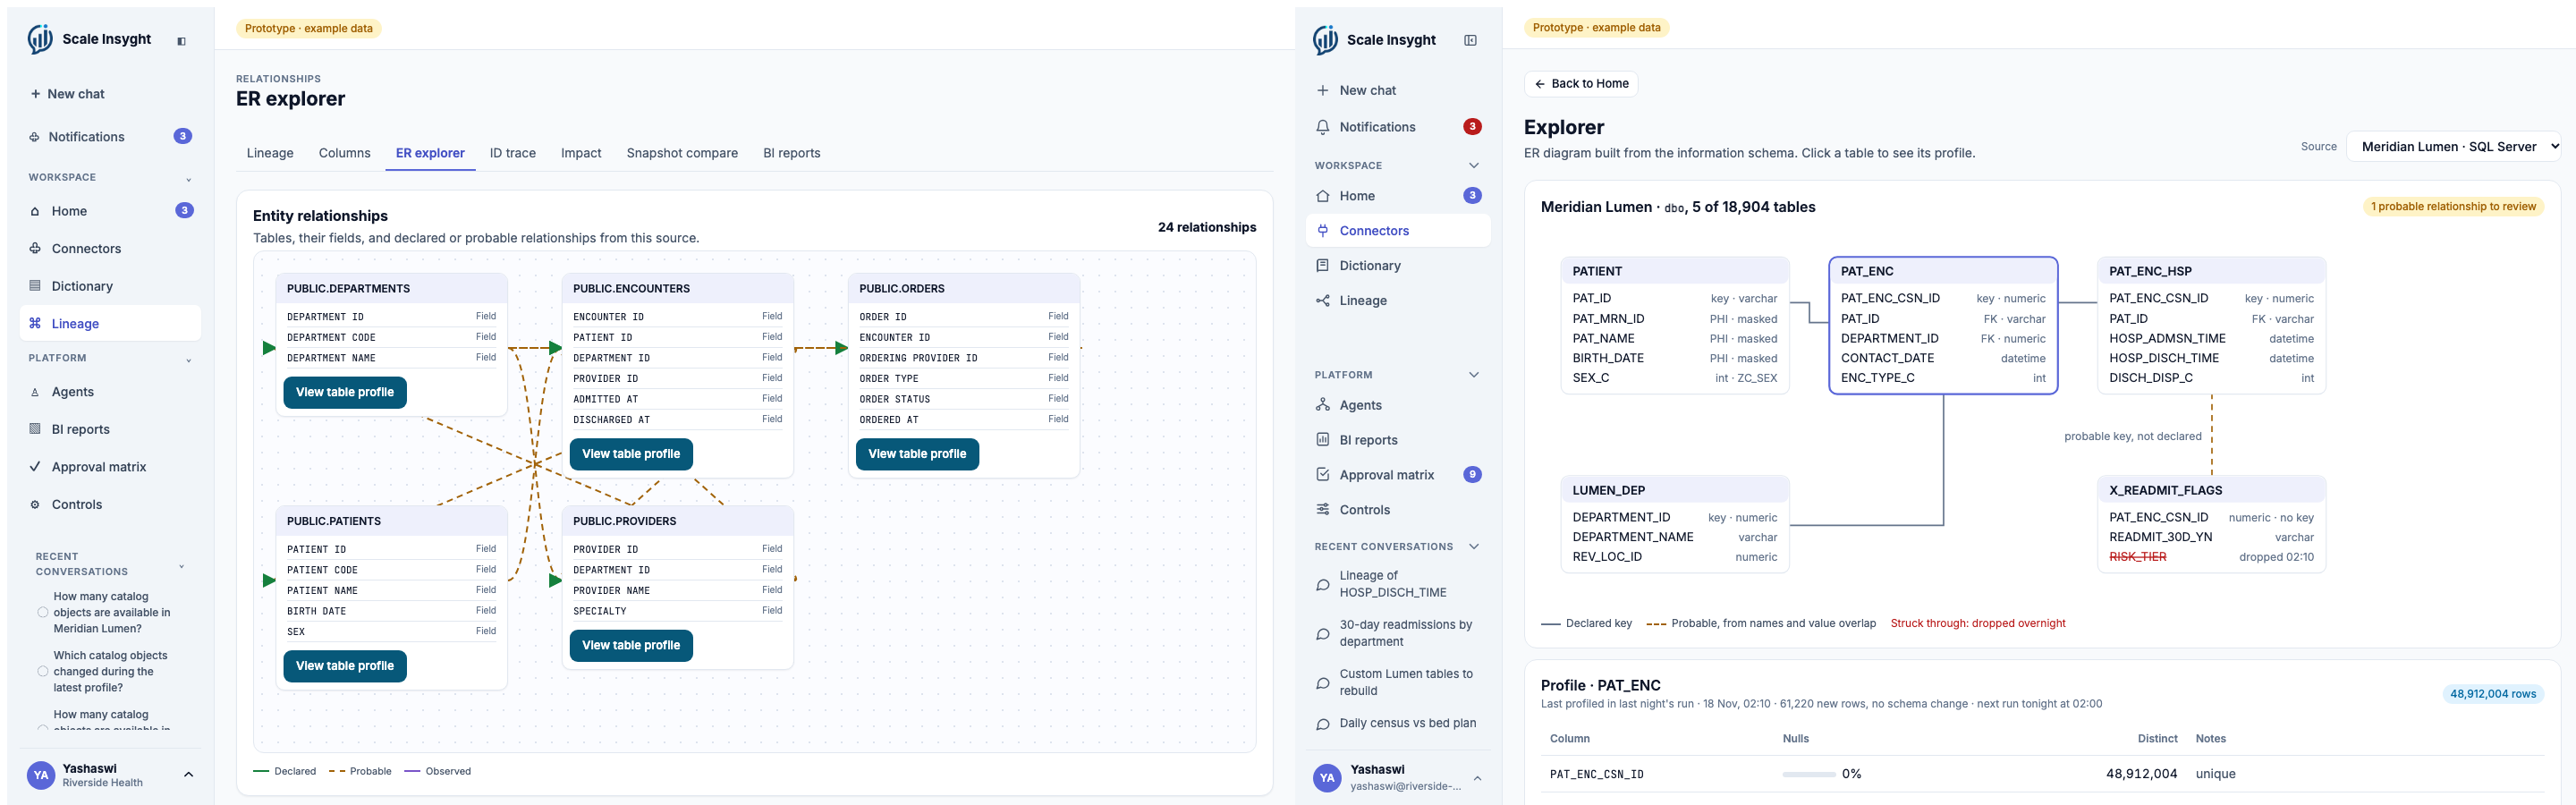 Scale Insyght
+ New chat
Notifications 3
WORKSPACE
Home 3
Connectors
Dictionary
Lineage
PLATFORM
Agents
BI reports
Approval matrix
Controls
RECENT
CONVERSATIONS
How many catalog
objects are available in
Meridian Lumen?
Which catalog objects
changed during the
latest profile?
How many catalog
objects are available in
YA
Yashaswi
Riverside Health
Prototype · example data
RELATIONSHIPS
ER explorer
Lineage Columns ER explorer ID trace Impact Snapshot compare BI reports
Entity relationships
Tables, their fields, and declared or probable relationships from this source.
24 relationships
PUBLIC.DEPARTMENTS
DEPARTMENT ID Field
DEPARTMENT CODE Field
DEPARTMENT NAME Field
View table profile
PUBLIC.ENCOUNTERS
ENCOUNTER ID Field
PATIENT ID Field
DEPARTMENT ID Field
PROVIDER ID Field
ADMITTED AT Field
DISCHARGED AT Field
View table profile
PUBLIC.ORDERS
ORDER ID Field
ENCOUNTER ID Field
ORDERING PROVIDER ID Field
ORDER TYPE Field
ORDER STATUS Field
ORDERED AT Field
View table profile
PUBLIC.PATIENTS
PATIENT ID Field
PATIENT CODE Field
PATIENT NAME Field
BIRTH DATE Field
SEX Field
View table profile
PUBLIC.PROVIDERS
PROVIDER ID Field
DEPARTMENT ID Field
PROVIDER NAME Field
SPECIALTY Field
View table profile
Declared Probable Observed
Scale Insyght
New chat
Notifications 3
WORKSPACE
Home 3
Connectors
Dictionary
Lineage
PLATFORM
Agents
BI reports
Approval matrix 9
Controls
RECENT CONVERSATIONS
Lineage of
HOSP_DISCH_TIME
30-day readmissions by
department
Custom Lumen tables to
rebuild
Daily census vs bed plan
YA
Yashaswi
yashaswi@riverside-...
Prototype · example data
← Back to Home
Explorer
ER diagram built from the information schema. Click a table to see its profile.
Source Meridian Lumen · SQL Server
Meridian Lumen · dbo, 5 of 18,904 tables
1 probable relationship to review
PATIENT
PAT_ID key · varchar
PAT_MRN_ID PHI · masked
PAT_NAME PHI · masked
BIRTH_DATE PHI · masked
SEX_C int · ZC_SEX
PAT_ENC
PAT_ENC_CSN_ID key · numeric
PAT_ID FK · varchar
DEPARTMENT_ID FK · numeric
CONTACT_DATE datetime
ENC_TYPE_C int
PAT_ENC_HSP
PAT_ENC_CSN_ID key · numeric
PAT_ID FK · varchar
HOSP_ADMSN_TIME datetime
HOSP_DISCH_TIME datetime
DISCH_DISP_C int
probable key, not declared
LUMEN_DEP
DEPARTMENT_ID key · numeric
DEPARTMENT_NAME varchar
REV_LOC_ID numeric
X_READMIT_FLAGS
PAT_ENC_CSN_ID numeric · no key
READMIT_30D_YN varchar
RISK_TIER dropped 02:10
Declared key Probable, from names and value overlap Struck through: dropped overnight
Profile · PAT_ENC
Last profiled in last night's run · 18 Nov, 02:10 · 61,220 new rows, no schema change · next run tonight at 02:00
48,912,004 rows
Column Nulls Distinct Notes
PAT_ENC_CSN_ID 0% 48,912,004 unique